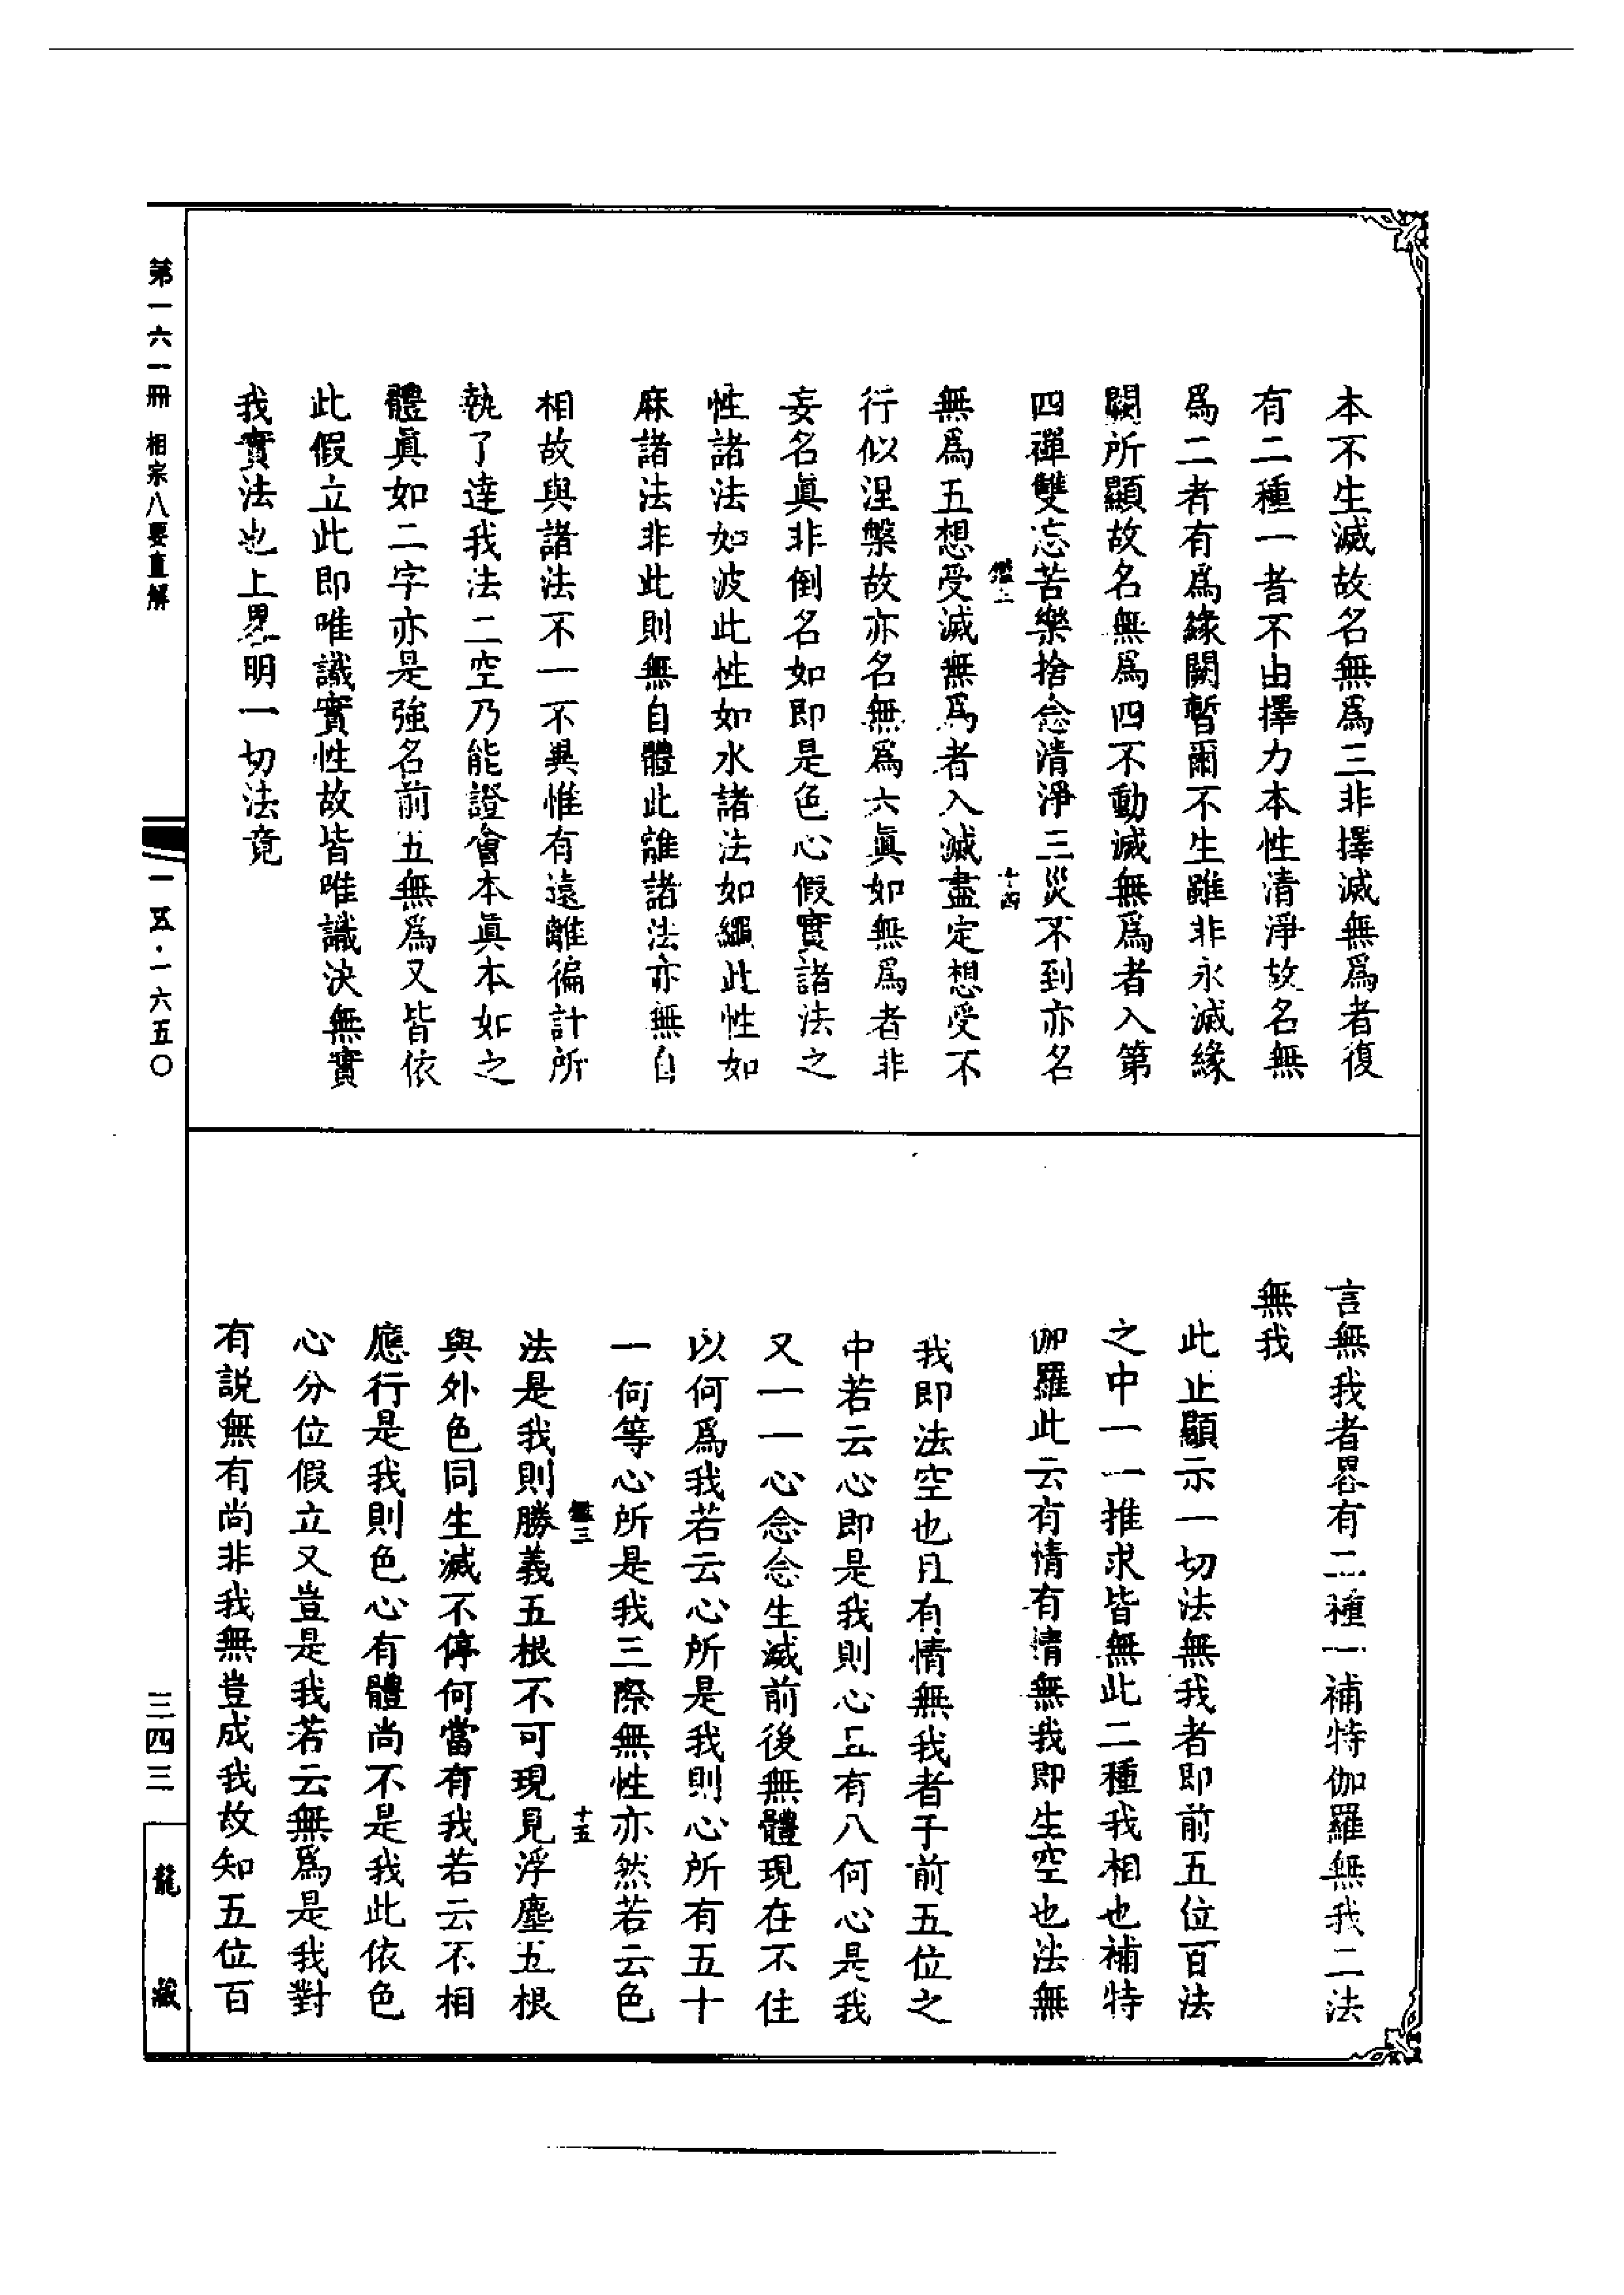 本不生滅故名無爲三非擇滅無爲者復
有二種一者不由擇力本性清淨故名無
爲二者有爲緣闕暫爾不生雖非永滅緣
闕所顯故名無爲四不動滅無爲者入第
四禪雙忘苦樂捨念清淨三災不到亦名
十四
無爲五想受滅無爲者入滅盡定想受不
行似涅槃故亦名無爲六眞如無爲者非
妄名眞非倒名如即是色心假實諸法之
性諸法如波此性如水諸法如繩此性如
麻諸法非此則無自體此離諸法亦無自
相故與諸法不一不異惟有遠離徧計所
執了達我法二空乃能證會本眞本如之
體眞如二字亦是強名前五無爲又皆依
此假立此即唯識實性故皆唯識決無實
我實法也上畧明一切法竟
言無我者畧有二種一補特伽羅無我二法
無我
此止顯示一切法無我者即前五位百法
之中一一推求皆無此二種我相也補特
伽羅此云有情有情無我即生空也法無
我即法空也且有情無我者于前五位之
中若云心即是我則心且有八何心是我
又一一心念念生滅前後無體現在不住
以何爲我若云心所是我則心所有五十
一何等心所是我三際無性亦然若云色
鑑三 十五
法是我則勝義五根不可現見浮塵五根
與外色同生滅不停何當有我若云不相
應行是我則色心有體尚不是我此依色
心分位假立又豈是我若云無爲是我對
有説無有尚非我無豈成我故知五位百
第一六一冊 相宗八要直解
一五·一六五〇
三四三
龍藏